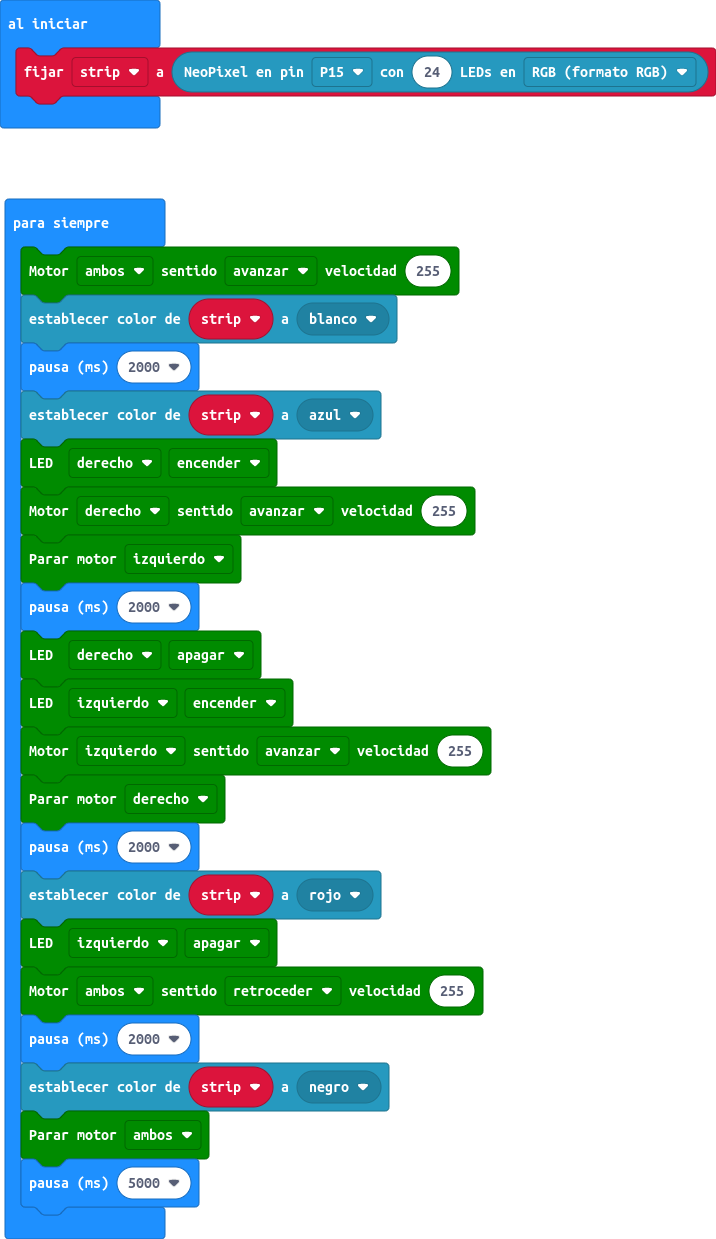 al iniciar
fijar strip a NeoPixel en pin P15 con 24 LEDs en RGB (formato RGB)
para siempre
Motor ambos sentido avanzar velocidad 255
establecer color de strip a blanco
pausa (ms) 2000
establecer color de strip a azul
LED derecho encender
Motor derecho sentido avanzar velocidad 255
Parar motor izquierdo
pausa (ms) 2000
LED derecho apagar
LED izquierdo encender
Motor izquierdo sentido avanzar velocidad 255
Parar motor derecho
pausa (ms) 2000
establecer color de strip a rojo
LED izquierdo apagar
Motor ambos sentido retroceder velocidad 255
pausa (ms) 2000
establecer color de strip a negro
Parar motor ambos
pausa (ms) 5000